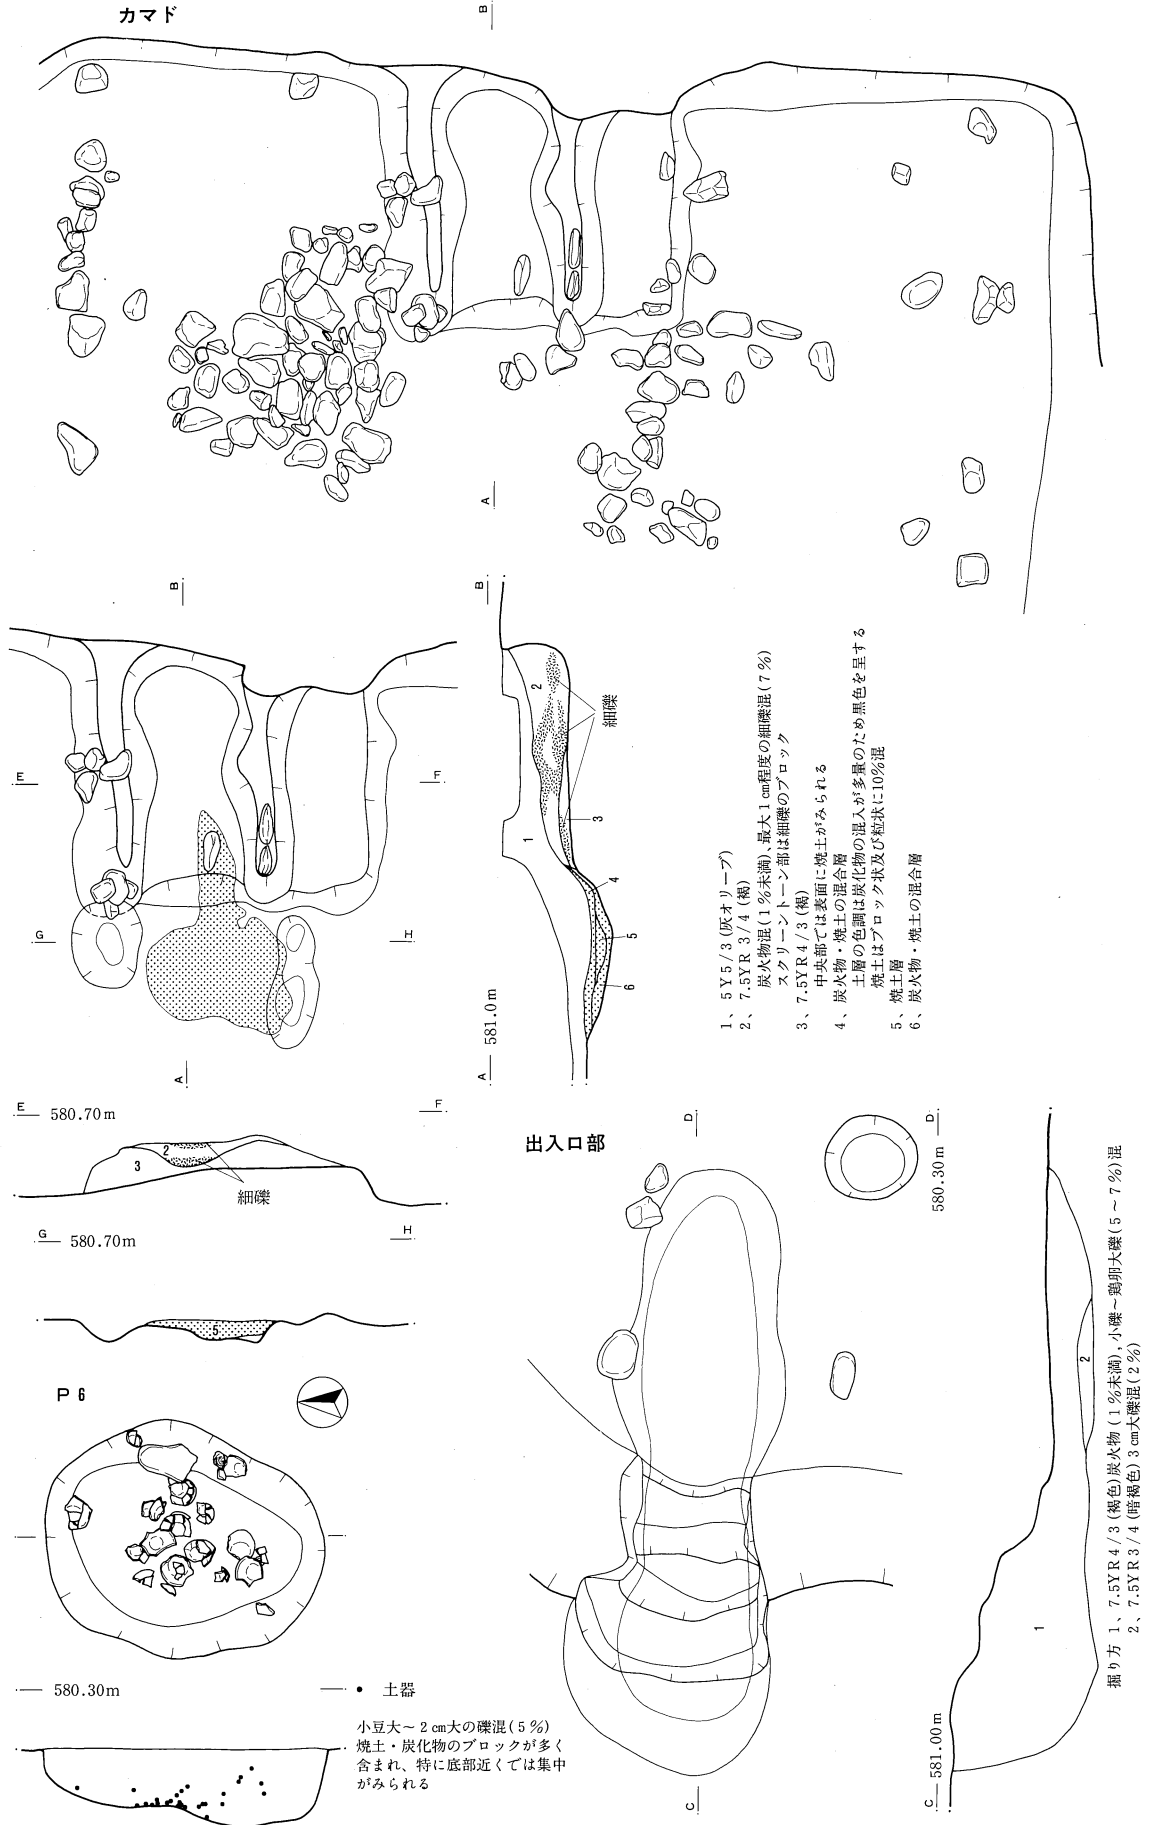 カマド
B
A
B
E
F
G
H
A
B
2
細礫
1
3
4
5
6
A 581.0m
1、5Y5/3(灰オリーブ)
2、7.5YR 3/4 (褐)
炭火物混(1%未満)、最大1cm程度の細礫混(7%)
スクリーントーン部は細礫のブロック
3、7.5YR4/3(褐)
中央部では表面に焼土がみられる
4、炭化物・焼土の混合層
土層の色調は炭化物の混入が多量のため黒色を呈する
焼土はブロック状及び粒状に10%混
5、焼土層
6、炭火物・焼土の混合層
E 580.70m F
2
3
細礫
G 580.70m H
5
P 6
580.30m
• 土器
小豆大～2cm大の礫混(5%)
焼土・炭化物のブロックが多く
含まれ、特に底部近くでは集中
がみられる
出入口部
D
C
D 580.30m
2
1
C 581.00m
掘り方 1、7.5YR4/3(褐色)炭火物(1%未満),小礫～鶏卵大礫(5～7%)混
2、7.5YR3/4(暗褐色)3cm大礫混(2%)